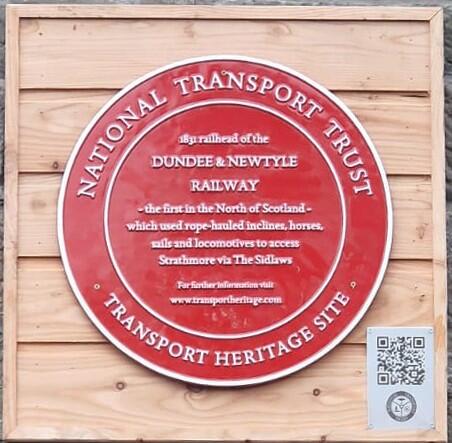 NATIONAL TRANSPORT TRUST
1831 railhead of the
DUNDEE & NEWTYLE
RAILWAY
- the first in the North of Scotland -
which used rope-hauled inclines, horses,
sails and locomotives to access
Strathmore via The Sidlaws
For further information visit
www.transportheritage.com
TRANSPORT HERITAGE SITE